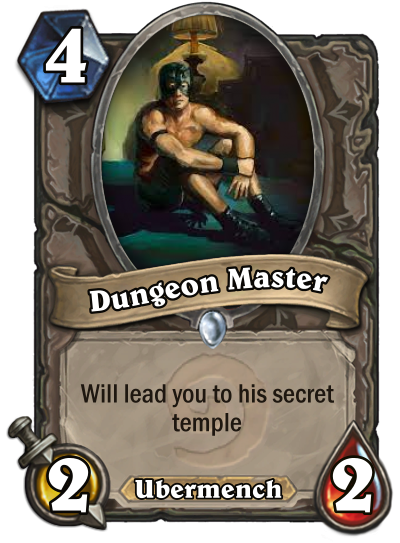 4
Dungeon Master
Will lead you to his secret
temple
2
Ubermench
2